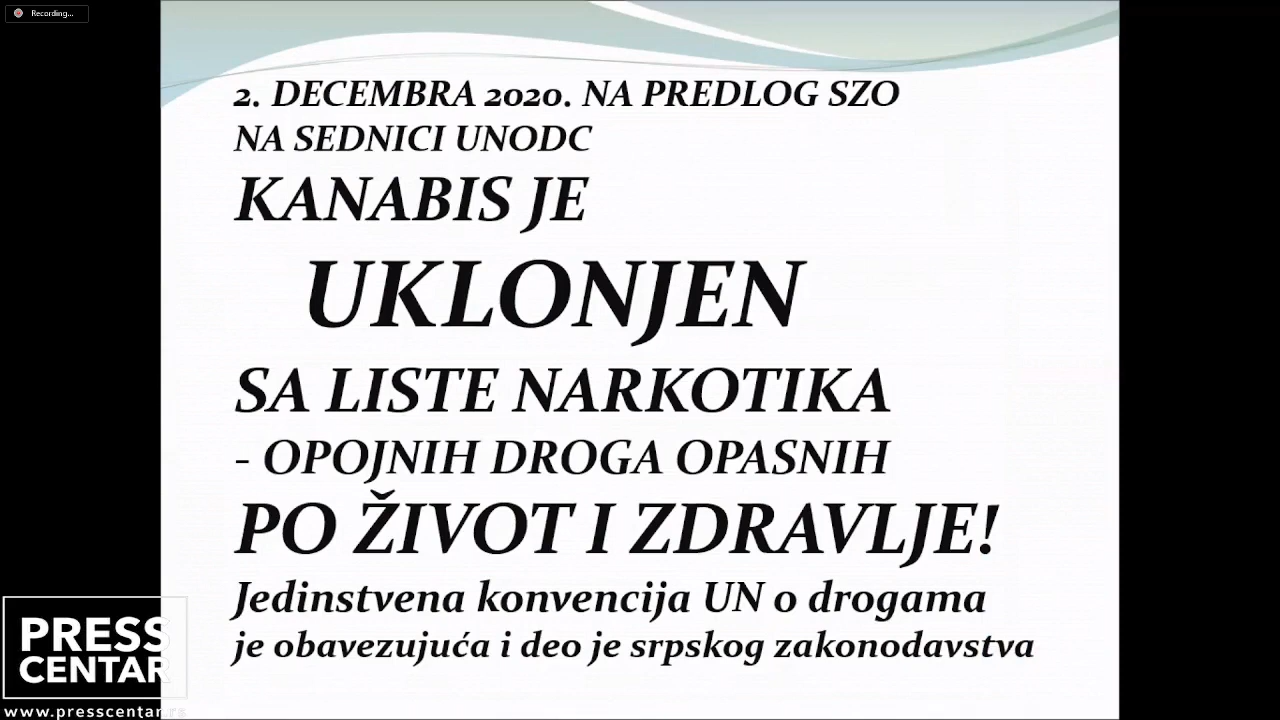 Recording...
2. DECEMBRA 2020. NA PREDLOG SZO
NA SEDNICI UNODC
KANABIS JE
UKLONJEN
SA LISTE NARKOTIKA
- OPOJNIH DROGA OPASNIH
PO ŽIVOT I ZDRAVLJE!
Jedinstvena konvencija UN o drogama
je obavezujuća i deo je srpskog zakonodavstva
PRESS
CENTAR
www.presscentar.rs